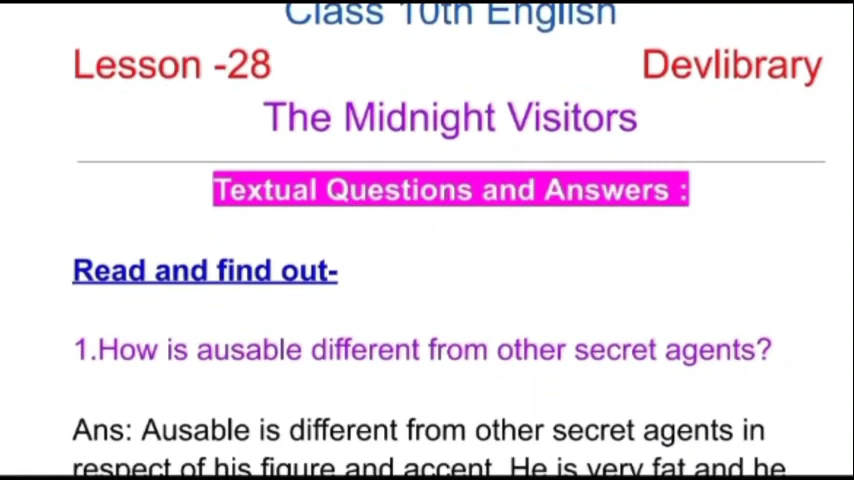 Class 10th English
Lesson -28 Devlibrary
The Midnight Visitors
Textual Questions and Answers :
Read and find out-
1.How is ausable different from other secret agents?
Ans: Ausable is different from other secret agents in
respect of his figure and accent. He is very fat and he